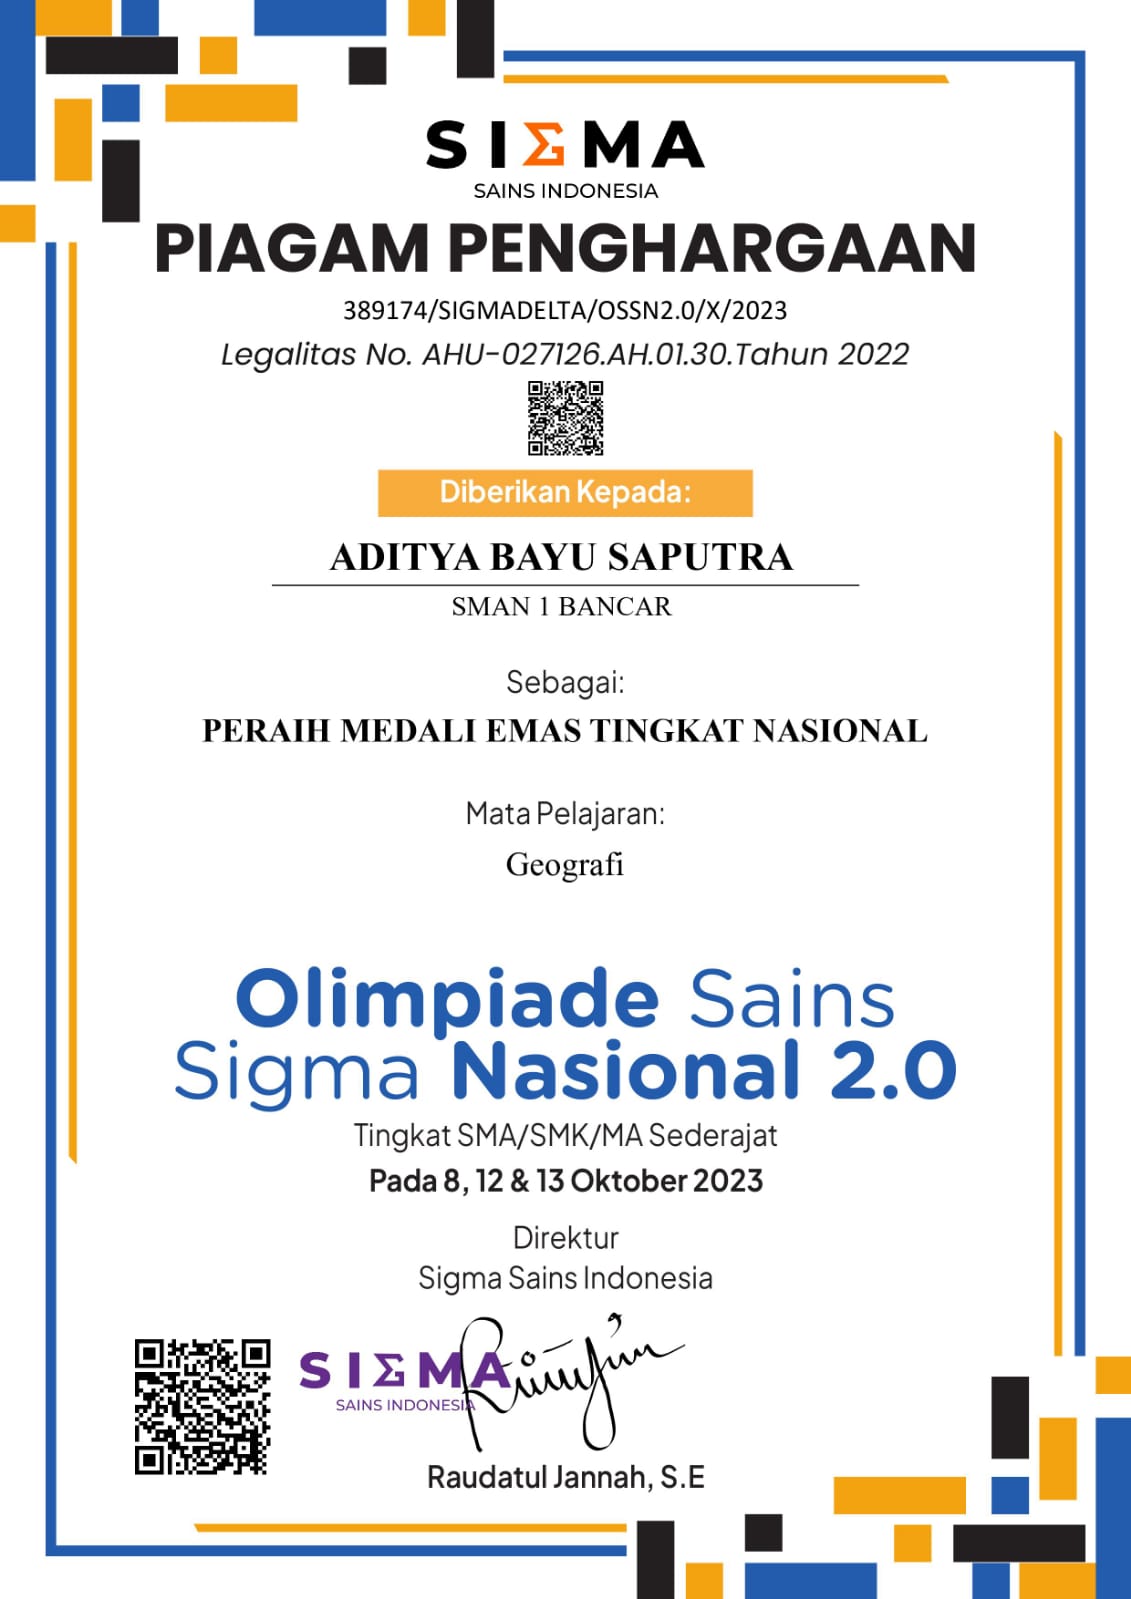 SIGMA
SAINS INDONESIA
PIAGAM PENGHARGAAN
389174/SIGMADELTA/OSSN2.0/X/2023
Legalitas No. AHU-027126.AH.01.30.Tahun 2022
Diberikan Kepada:
ADITYA BAYU SAPUTRA
SMAN 1 BANCAR
Sebagai:
PERAIH MEDALI EMAS TINGKAT NASIONAL
Mata Pelajaran:
Geografi
Olimpiade Sains
Sigma Nasional 2.0
Tingkat SMA/SMK/MA Sederajat
Pada 8, 12 & 13 Oktober 2023
Direktur
Sigma Sains Indonesia
SIGMA
SAINS INDONESIA
Raudatul Jannah, S.E